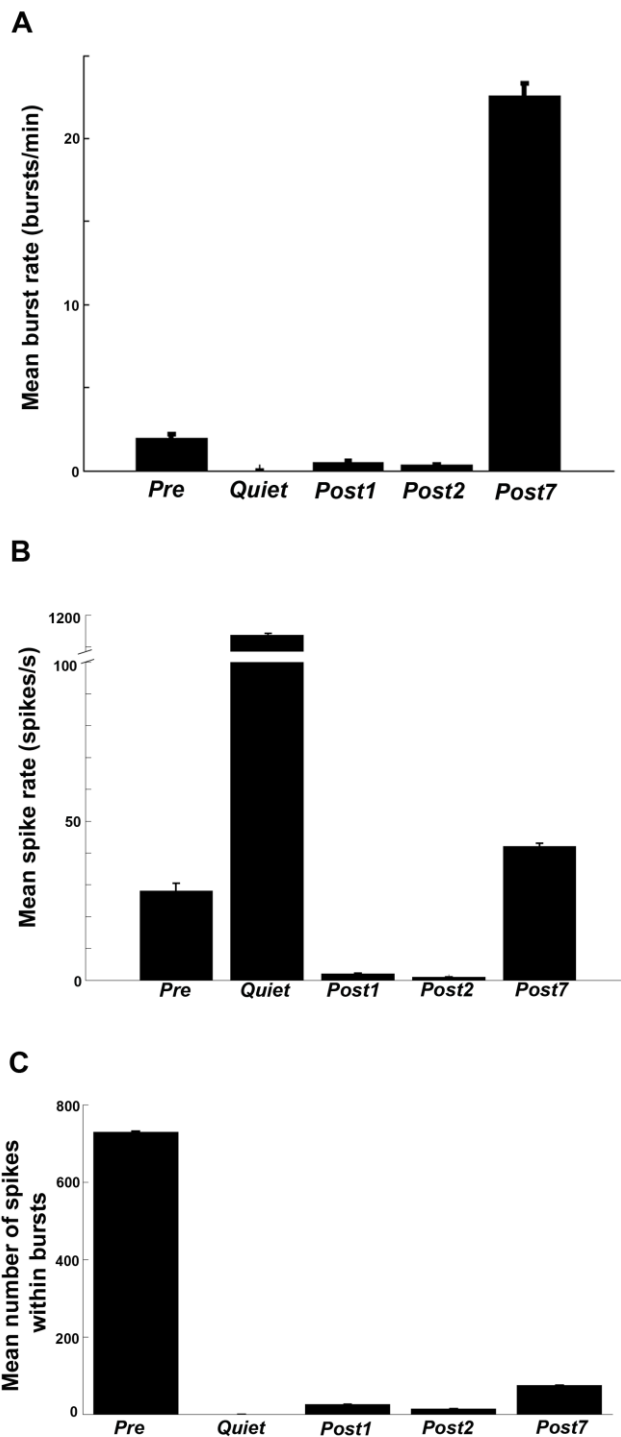 A
Mean burst rate (bursts/min)
20
10
0
Pre Quiet Post1 Post2 Post7
B
Mean spike rate (spikes/s)
1200
100
50
0
Pre Quiet Post1 Post2 Post7
C
Mean number of spikes
within bursts
800
600
400
200
0
Pre Quiet Post1 Post2 Post7